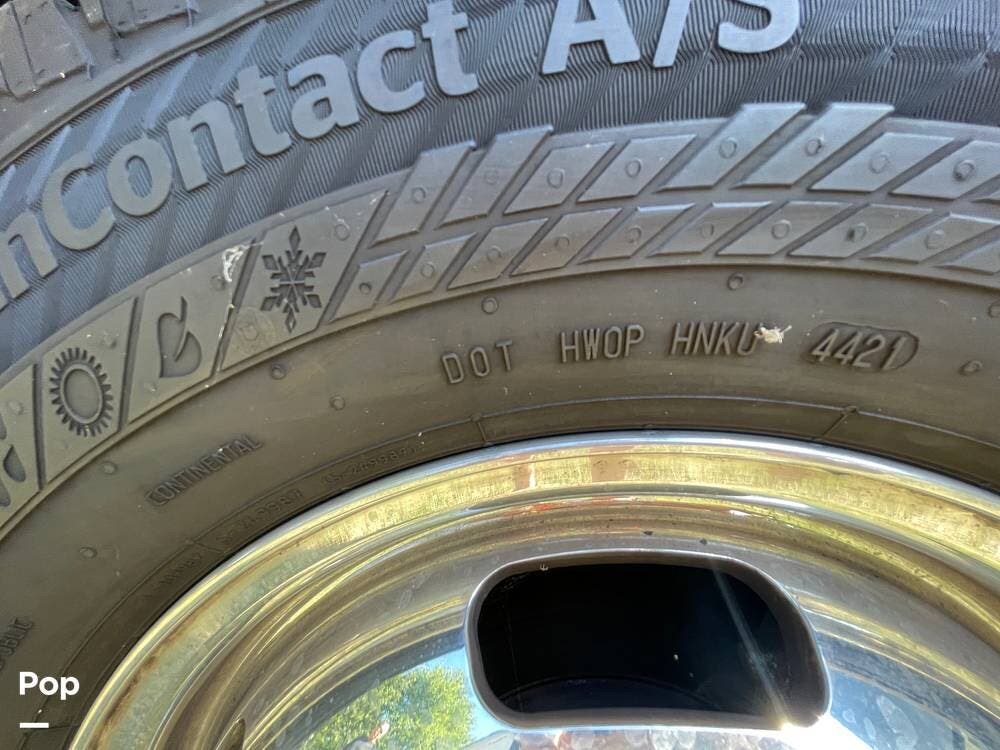 nContact A/S
DOT HWOP HNKU 4421
CONTINENTAL
Pop